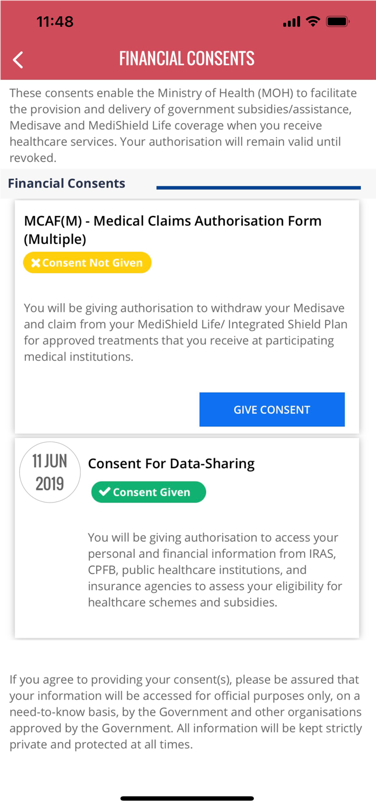 11:48
FINANCIAL CONSENTS
These consents enable the Ministry of Health (MOH) to facilitate
the provision and delivery of government subsidies/assistance,
Medisave and MediShield Life coverage when you receive
healthcare services. Your authorisation will remain valid until
revoked.
Financial Consents
MCAF(M) - Medical Claims Authorisation Form
(Multiple)
Consent Not Given
You will be giving authorisation to withdraw your Medisave
and claim from your MediShield Life/ Integrated Shield Plan
for approved treatments that you receive at participating
medical institutions.
GIVE CONSENT
11 JUN
2019
Consent For Data-Sharing
Consent Given
You will be giving authorisation to access your
personal and financial information from IRAS,
CPFB, public healthcare institutions, and
insurance agencies to assess your eligibility for
healthcare schemes and subsidies.
If you agree to providing your consent(s), please be assured that
your information will be accessed for official purposes only, on a
need-to-know basis, by the Government and other organisations
approved by the Government. All information will be kept strictly
private and protected at all times.